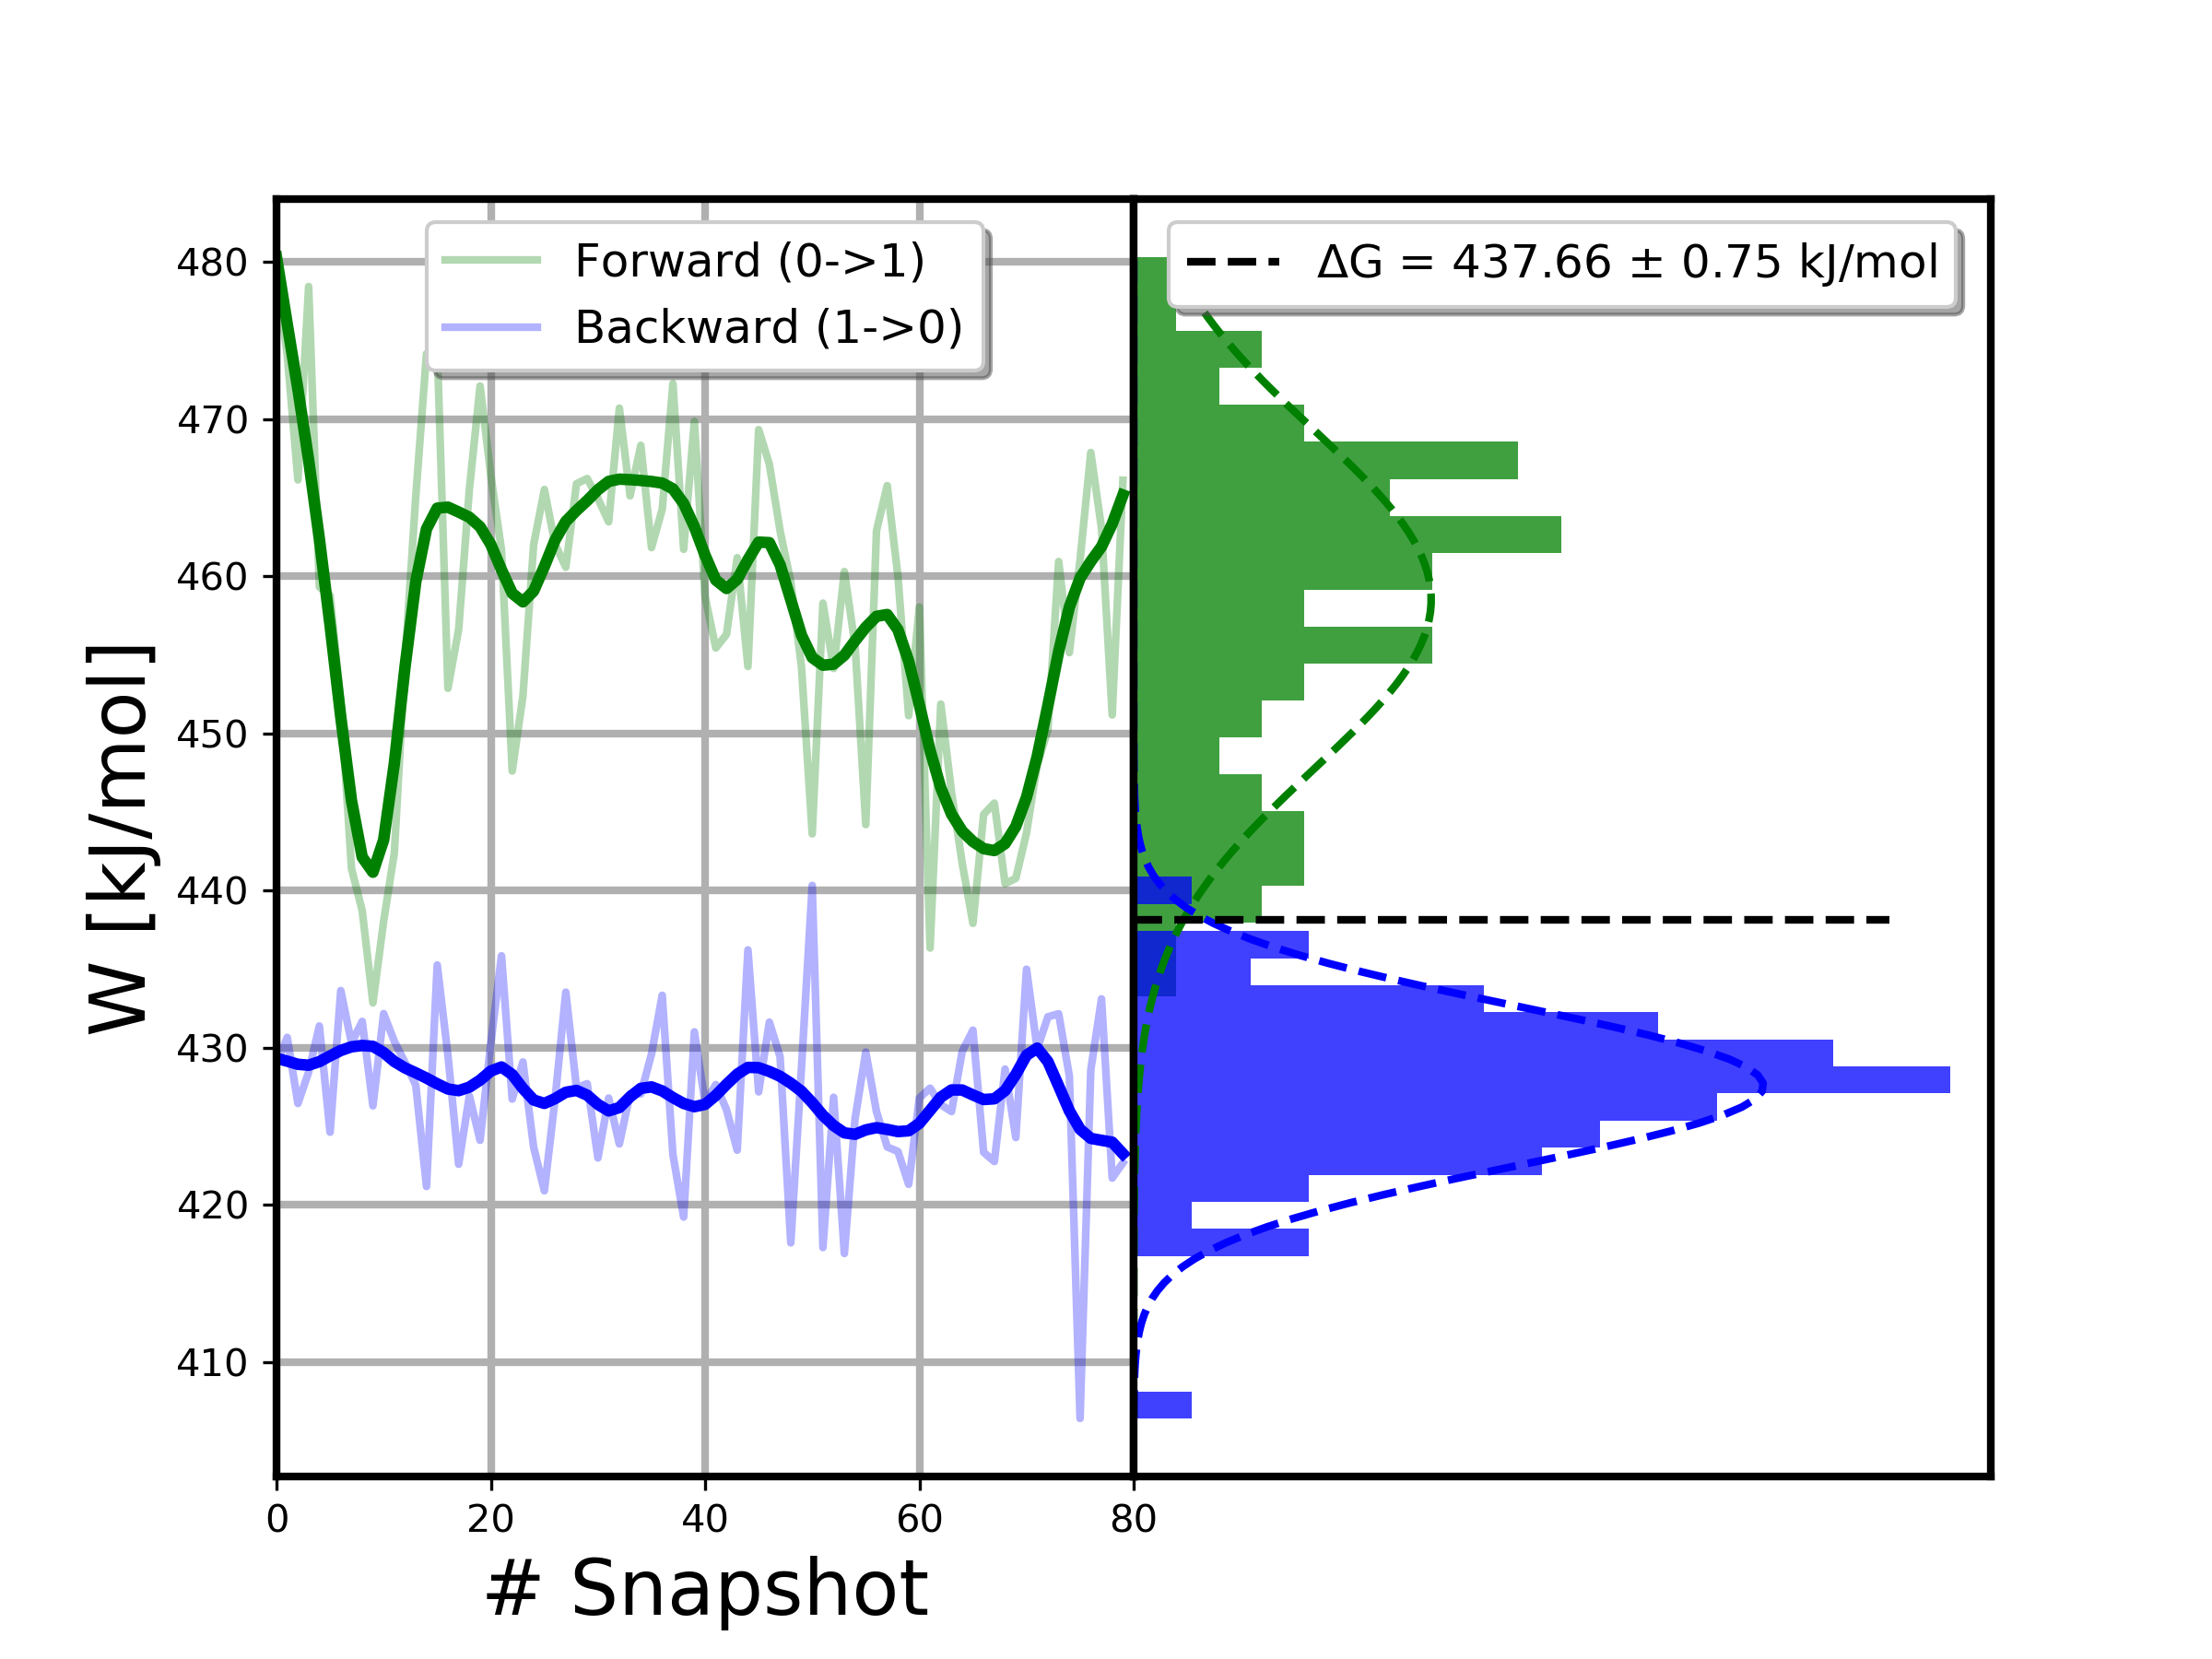 Forward (0->1)
Backward (1->0)
ΔG = 437.66 ± 0.75 kJ/mol
480
470
460
450
440
430
420
410
W [kJ/mol]
0 20 40 60 80
# Snapshot